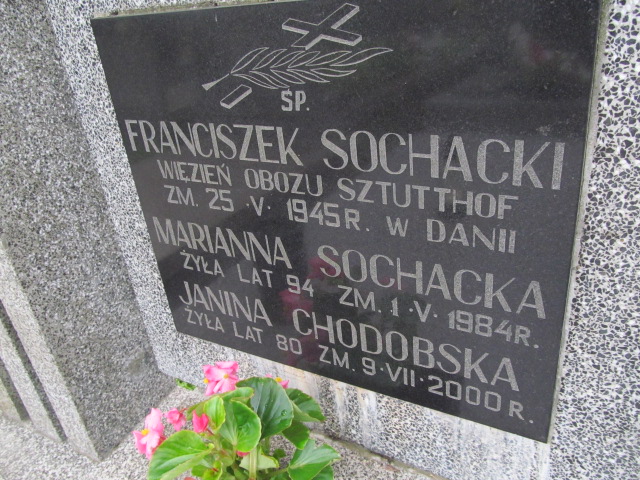 ŚP.
FRANCISZEK SOCHACKI
WIĘZIEŃ OBOZU SZTUTTHOF
ZM. 25 · V · 1945 R. W DANII
MARIANNA SOCHACKA
ŻYŁA LAT 94 ZM. 1 · V · 1984 R.
JANINA CHODOBSKA
ŻYŁA LAT 80 ZM. 9 · VII · 2000 R.